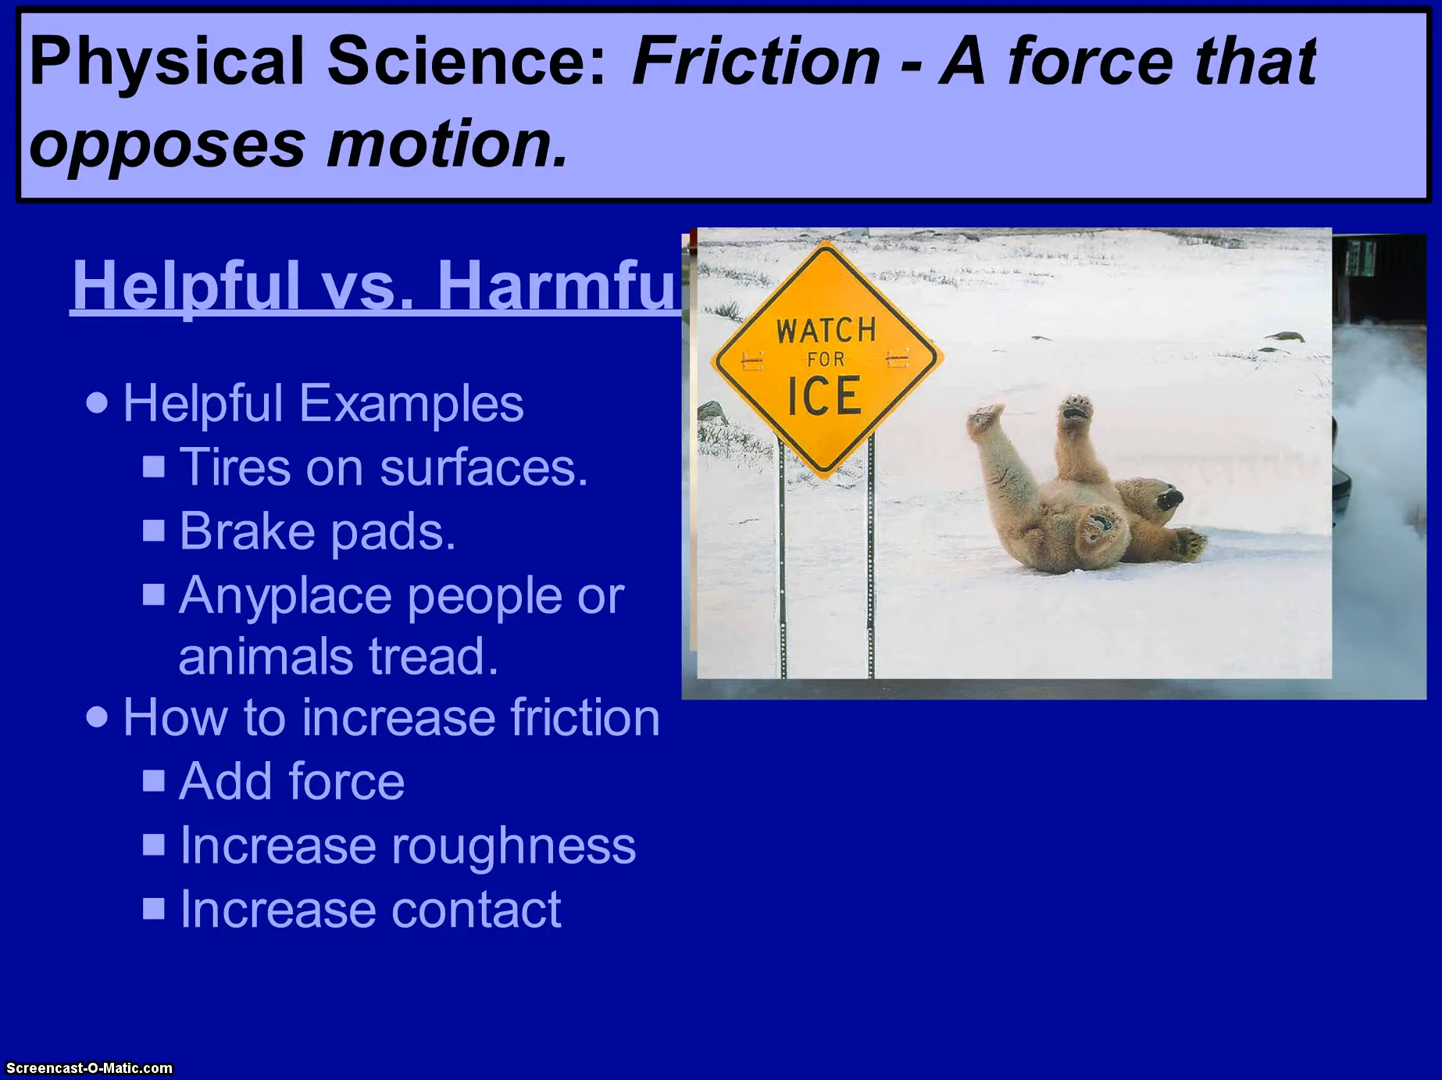 Physical Science: Friction - A force that
opposes motion.
Helpful vs. Harmfu
WATCH
FOR
ICE
Helpful Examples
Tires on surfaces.
Brake pads.
Anyplace people or
animals tread.
How to increase friction
Add force
Increase roughness
Increase contact
Screencast-O-Matic.com